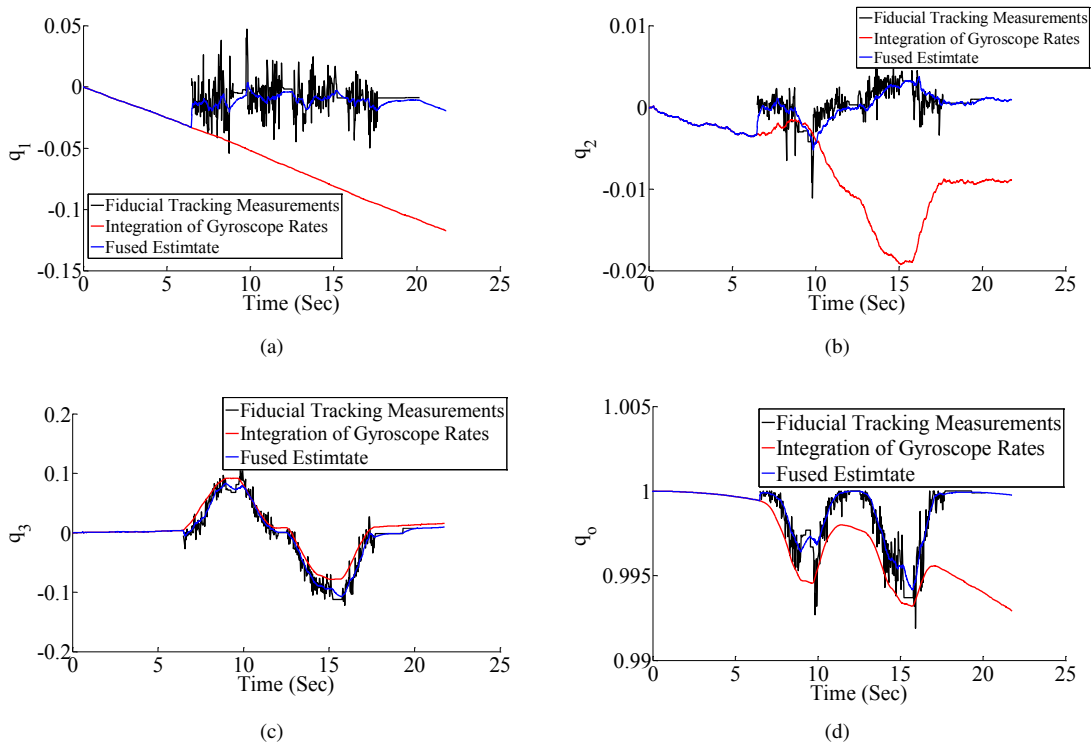 0.05
0
-0.05
-0.1
-0.15
q1
0 5 10 15 20 25
Time (Sec)
Fiducial Tracking Measurements
Integration of Gyroscope Rates
Fused Estimtate
(a)
0.01
0
-0.01
-0.02
q2
0 5 10 15 20 25
Time (Sec)
Fiducial Tracking Measurements
Integration of Gyroscope Rates
Fused Estimtate
(b)
0.2
0.1
0
-0.1
-0.2
q3
0 5 10 15 20 25
Time (Sec)
Fiducial Tracking Measurements
Integration of Gyroscope Rates
Fused Estimtate
(c)
1.005
1
0.995
0.99
qo
0 5 10 15 20 25
Time (Sec)
Fiducial Tracking Measurements
Integration of Gyroscope Rates
Fused Estimtate
(d)